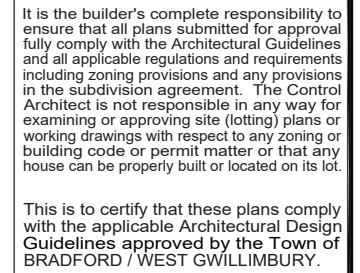 It is the builder's complete responsibility to
ensure that all plans submitted for approval
fully comply with the Architectural Guidelines
and all applicable regulations and requirements
including zoning provisions and any provisions
in the subdivision agreement. The Control
Architect is not responsible in any way for
examining or approving site (lotting) plans or
working drawings with respect to any zoning or
building code or permit matter or that any
house can be properly built or located on its lot.
This is to certify that these plans comply
with the applicable Architectural Design
Guidelines approved by the Town of
BRADFORD / WEST GWILLIMBURY.